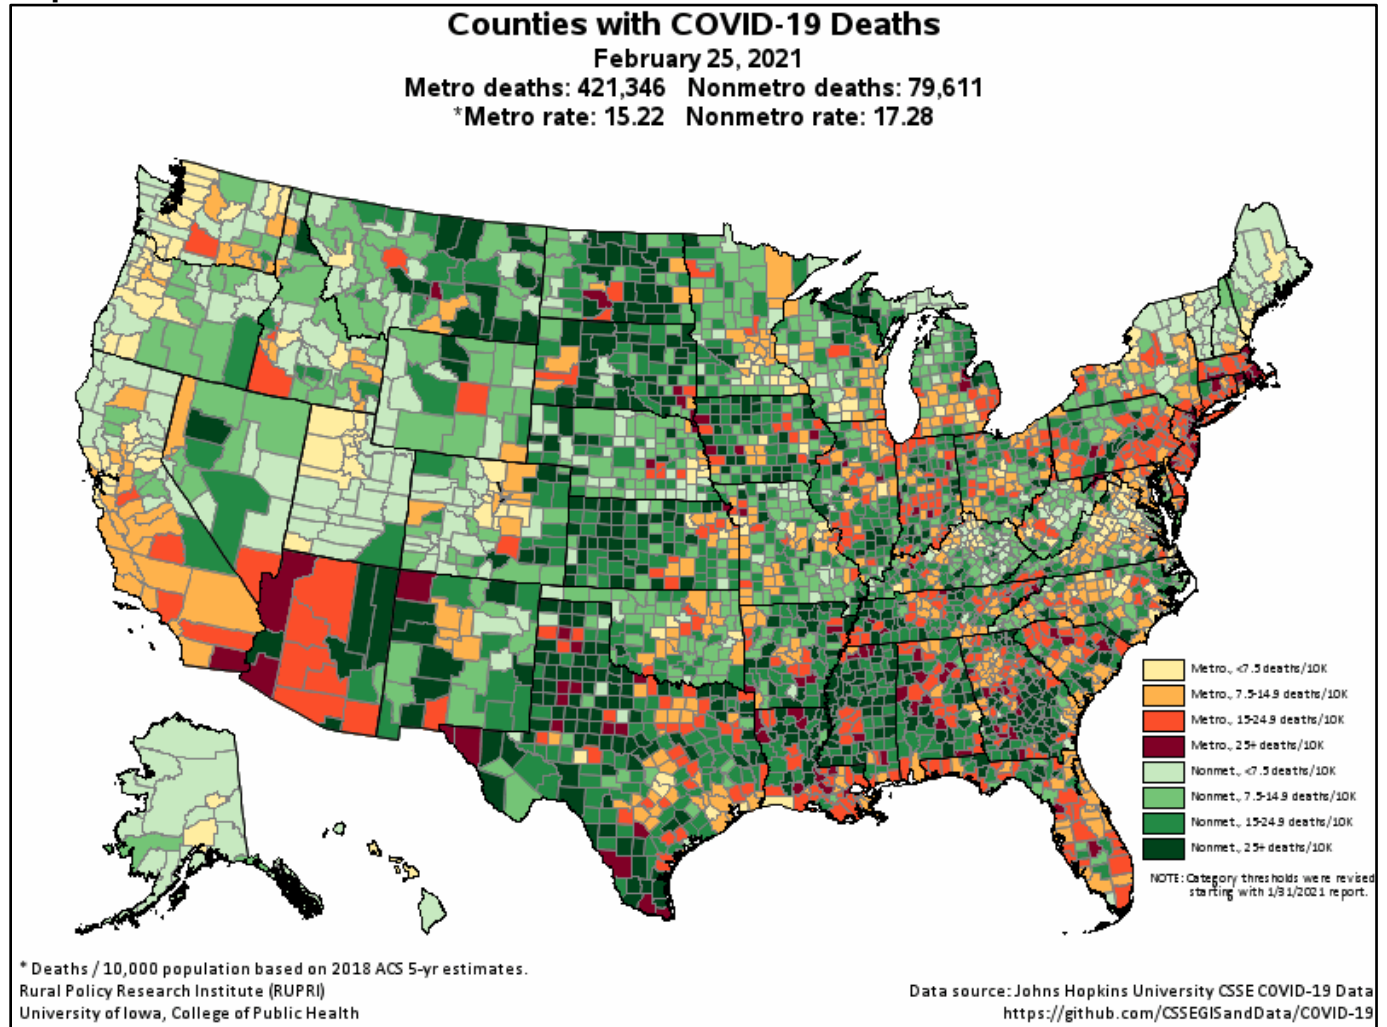 Counties with COVID-19 Deaths
February 25, 2021
Metro deaths: 421,346   Nonmetro deaths: 79,611
*Metro rate: 15.22   Nonmetro rate: 17.28
Metro., <7.5 deaths/10K
Metro., 7.5-14.9 deaths/10K
Metro., 15-24.9 deaths/10K
Metro., 25+ deaths/10K
Nonmet., <7.5 deaths/10K
Nonmet., 7.5-14.9 deaths/10K
Nonmet., 15-24.9 deaths/10K
Nonmet., 25+ deaths/10K
NOTE: Category thresholds were revised
starting with 1/31/2021 report.
* Deaths / 10,000 population based on 2018 ACS 5-yr estimates.
Rural Policy Research Institute (RUPRI)
University of Iowa, College of Public Health
Data source: Johns Hopkins University CSSE COVID-19 Data
https://github.com/CSSEGISandData/COVID-19